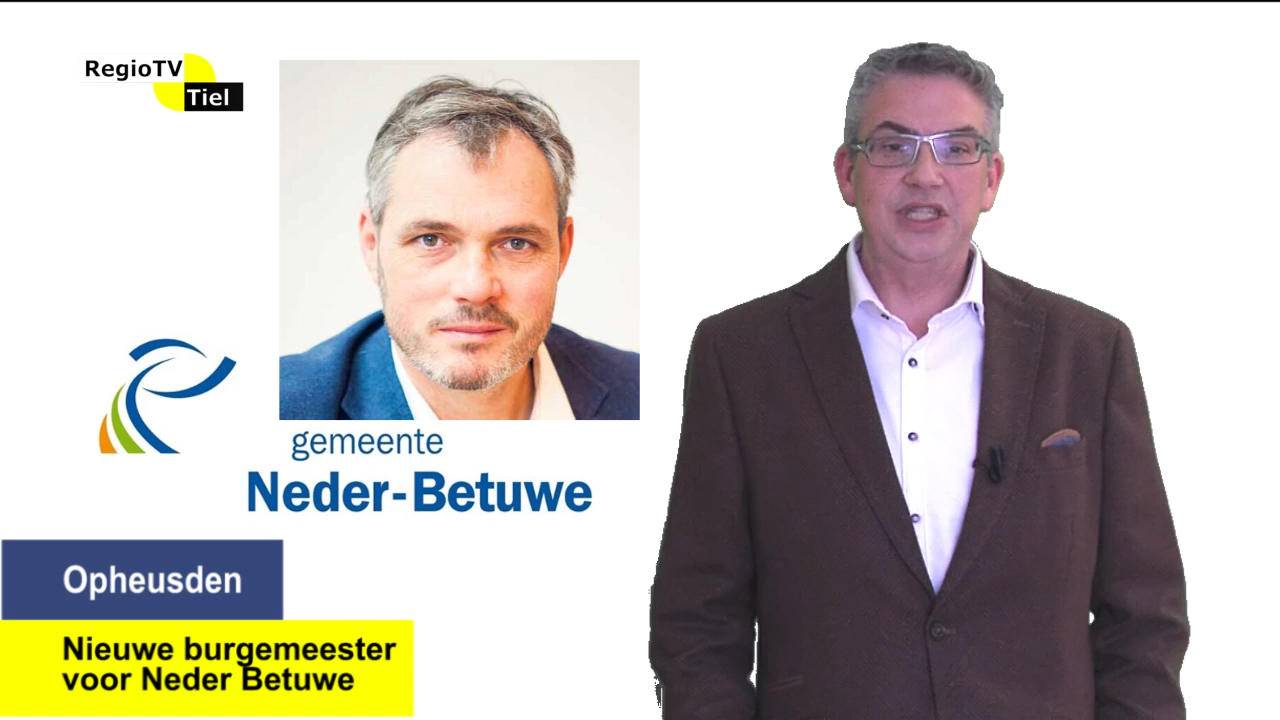 RegioTV
Tiel
gemeente
Neder-Betuwe
Opheusden
Nieuwe burgemeester
voor Neder Betuwe